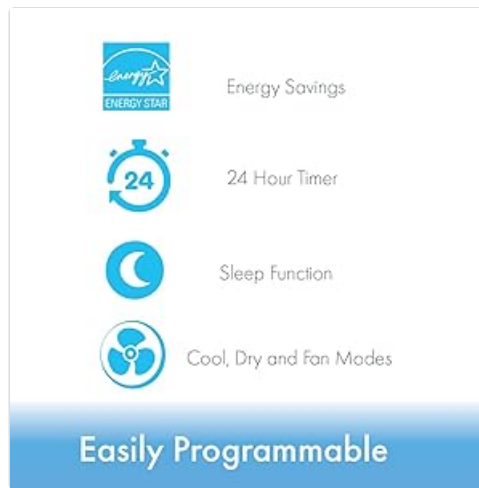 energy
ENERGY STAR
Energy Savings
24
24 Hour Timer
Sleep Function
Cool, Dry and Fan Modes
Easily Programmable